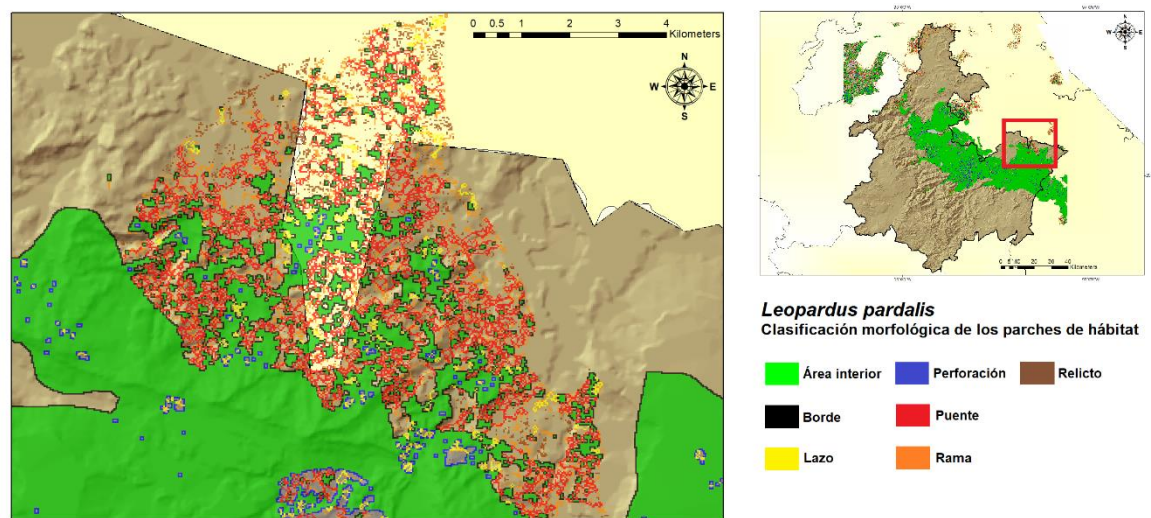 0 0.5 1 2 3 4
Kilometers
N
W E
S
N
W E
S
Kilometers
Leopardus pardalis
Clasificación morfológica de los parches de hábitat
Área interior
Perforación
Relicto
Borde
Puente
Lazo
Rama